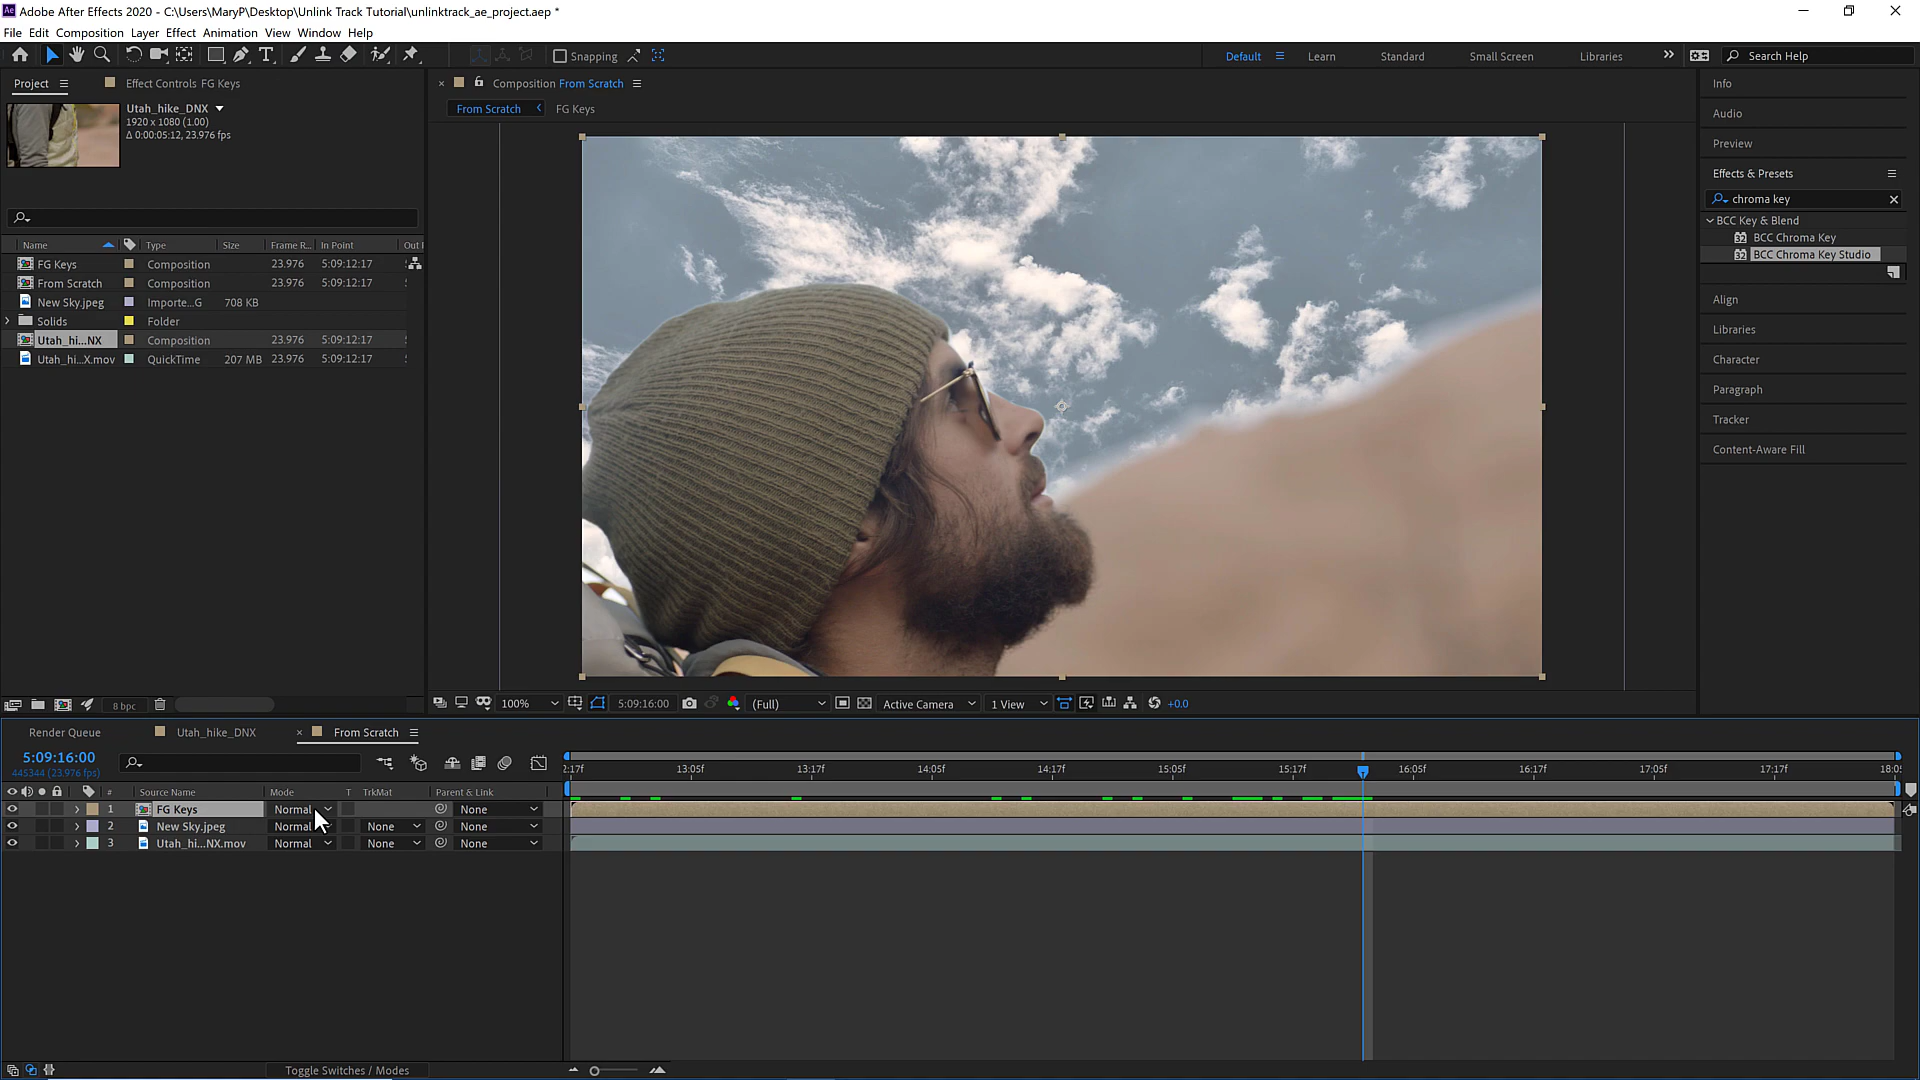 Adobe After Effects 2020 - C:\Users\MaryP\Desktop\Unlink Track Tutorial\unlinktrack_ae_project.aep *
File Edit Composition Layer Effect Animation View Window Help
Snapping
Default Learn Standard Small Screen Libraries
Search Help
Project
Effect Controls FG Keys
Utah_hike_DNX
1920 x 1080 (1.00)
Δ 0:00:05:12, 23.976 fps
Name Type Size Frame R... In Point
FG Keys Composition 23.976 5:09:12:17
From Scratch Composition 23.976 5:09:12:17
New Sky.jpeg Importe...G 708 KB
Solids Folder
Utah_hi...NX Composition 23.976 5:09:12:17
Utah_hi...X.mov QuickTime 207 MB 23.976 5:09:12:17
8 bpc
Composition From Scratch
From Scratch FG Keys
100% 5:09:16:00 (Full) Active Camera 1 View +0.0
Info
Audio
Preview
Effects & Presets
chroma key
BCC Key & Blend
32 BCC Chroma Key
32 BCC Chroma Key Studio
Align
Libraries
Character
Paragraph
Tracker
Content-Aware Fill
Render Queue Utah_hike_DNX From Scratch
5:09:16:00
445344 (23.976 fps)
2:17f 13:05f 13:17f 14:05f 14:17f 15:05f 15:17f 16:05f 16:17f 17:05f 17:17f
# Source Name Mode T TrkMat Parent & Link
1 FG Keys Normal None
2 New Sky.jpeg Normal None None
3 Utah_hi...NX.mov Normal None None
Toggle Switches / Modes